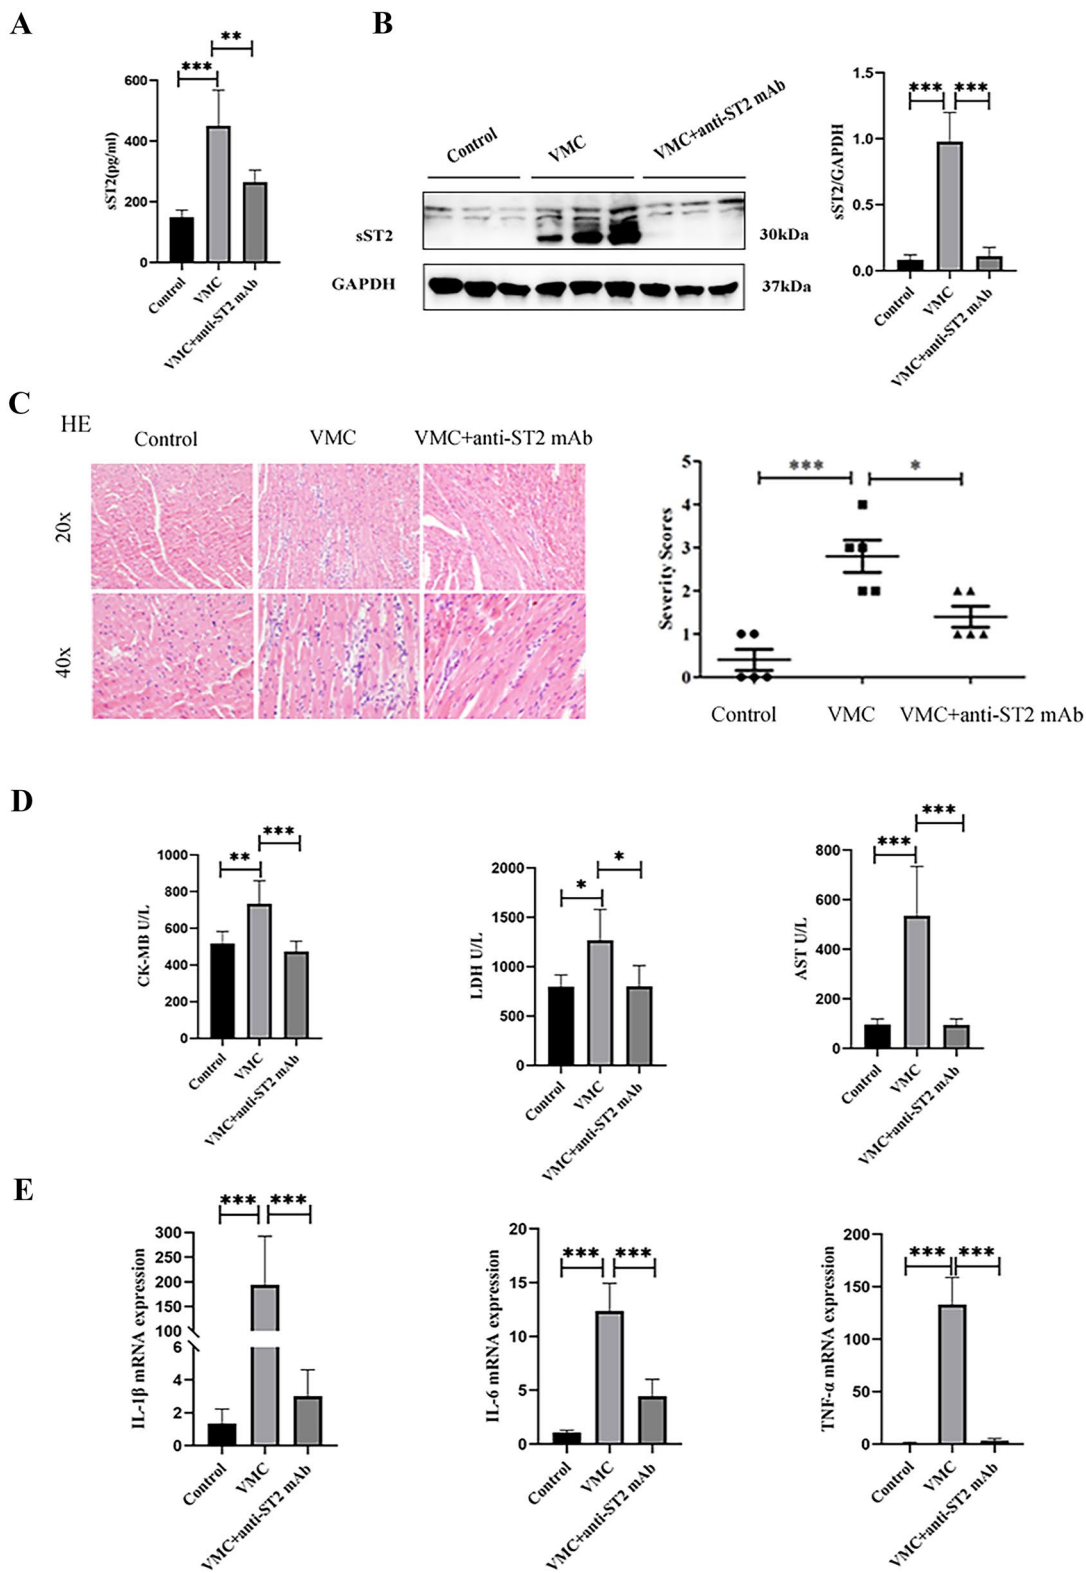 A
***
**
600
400
200
0
sST2(pg/ml)
Control
VMC
VMC+anti-ST2 mAb
B
Control
VMC
VMC+anti-ST2 mAb
sST2
30kDa
GAPDH
37kDa
***
***
1.5
1.0
0.5
0.0
sST2/GAPDH
Control
VMC
VMC+anti-ST2 mAb
C
HE
Control
VMC
VMC+anti-ST2 mAb
20x
40x
***
*
5
4
3
2
1
0
Severity Scores
Control
VMC
VMC+anti-ST2 mAb
D
**
***
1000
800
600
400
200
0
CK-MB U/L
Control
VMC
VMC+anti-ST2 mAb
*
*
2000
1500
1000
500
0
LDH U/L
Control
VMC
VMC+anti-ST2 mAb
***
***
800
600
400
200
0
AST U/L
Control
VMC
VMC+anti-ST2 mAb
E
***
***
300
250
200
150
100
6
4
2
0
IL-1β mRNA expression
Control
VMC
VMC+anti-ST2 mAb
***
***
20
15
10
5
0
IL-6 mRNA expression
Control
VMC
VMC+anti-ST2 mAb
***
***
200
150
100
50
0
TNF-α mRNA expression
Control
VMC
VMC+anti-ST2 mAb